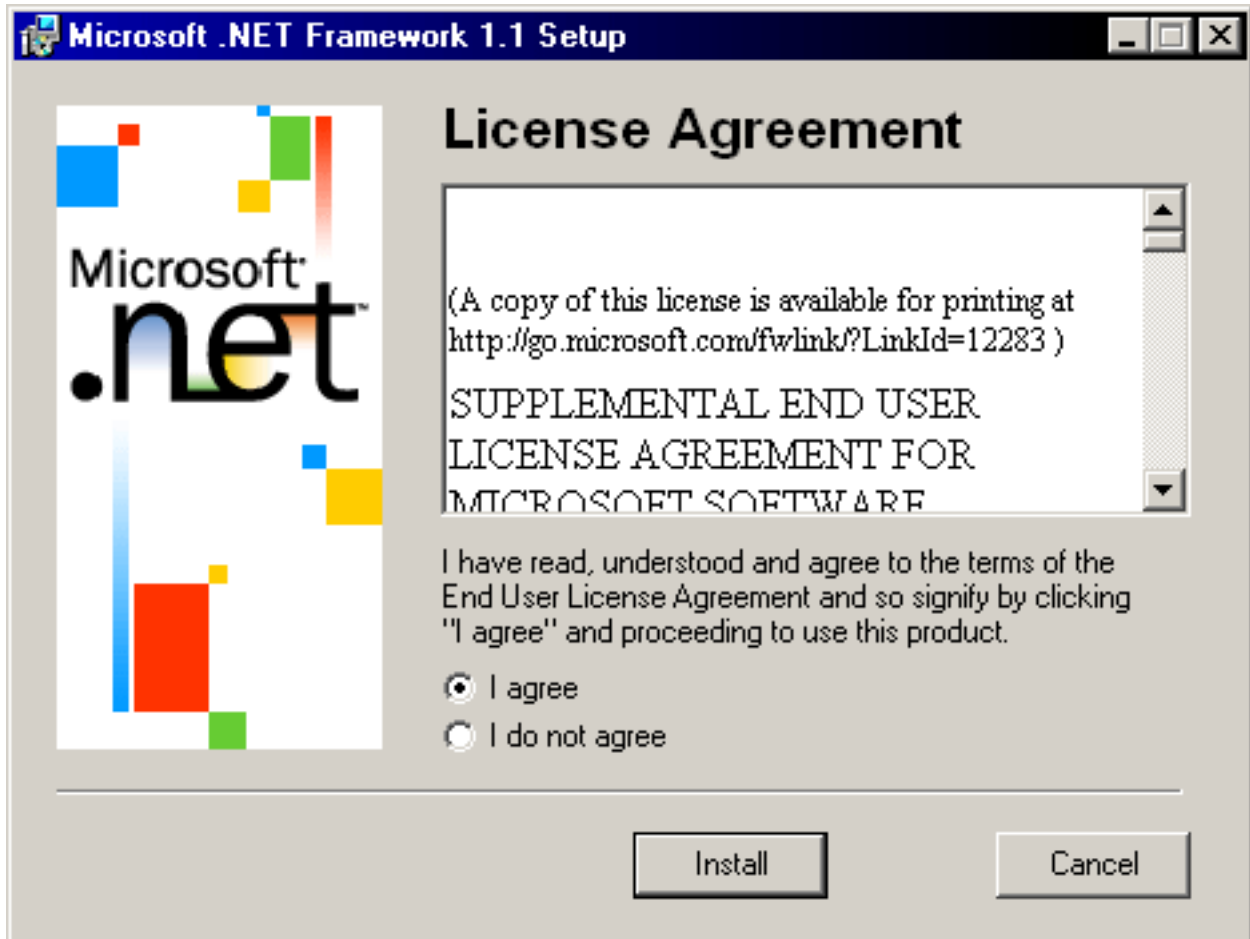 Microsoft .NET Framework 1.1 Setup
Microsoft
.net™
License Agreement
(A copy of this license is available for printing at
http://go.microsoft.com/fwlink/?LinkId=12283 )
SUPPLEMENTAL END USER
LICENSE AGREEMENT FOR
MICROSOFT SOFTWARE
I have read, understood and agree to the terms of the
End User License Agreement and so signify by clicking
"I agree" and proceeding to use this product.
I agree
I do not agree
Install
Cancel